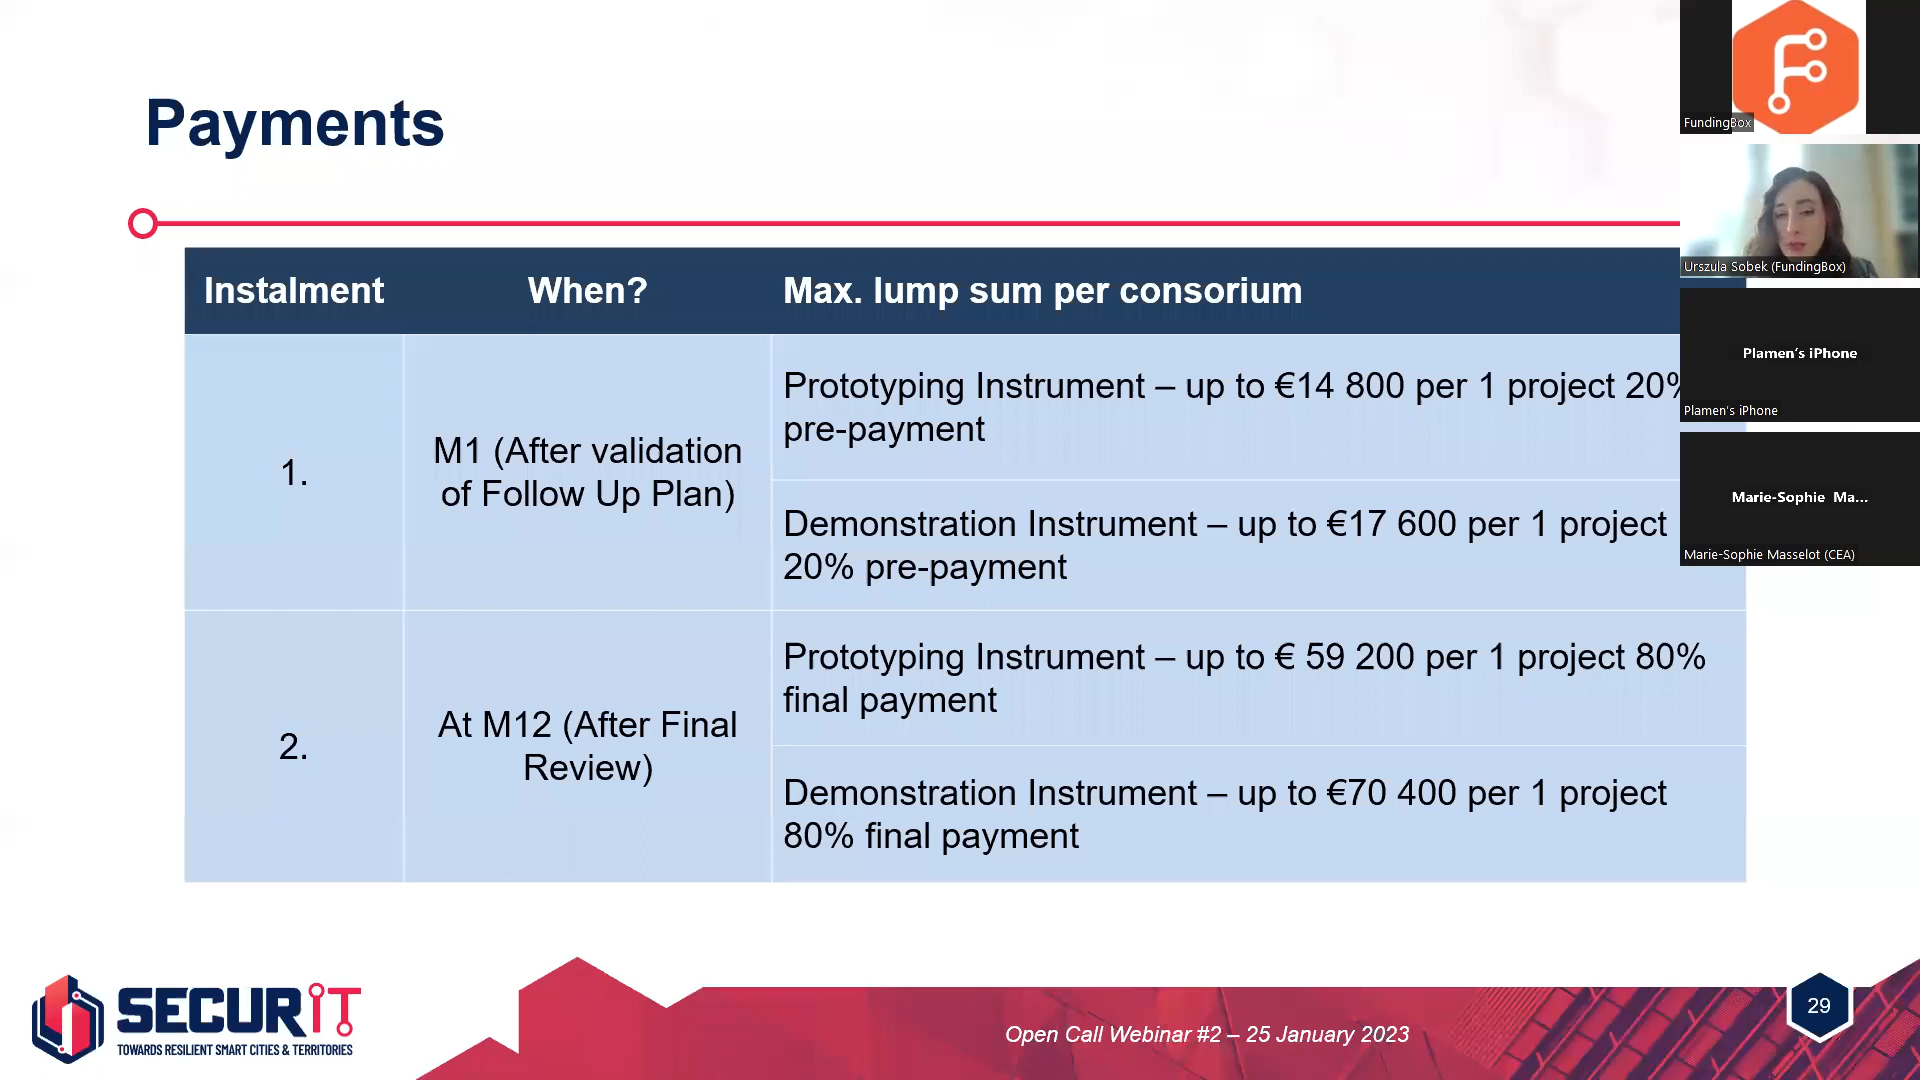 Payments
Instalment
When?
Max. lump sum per consorium
1.
M1 (After validation
of Follow Up Plan)
Prototyping Instrument – up to €14 800 per 1 project 20%
pre-payment
Demonstration Instrument – up to €17 600 per 1 project
20% pre-payment
2.
At M12 (After Final
Review)
Prototyping Instrument – up to € 59 200 per 1 project 80%
final payment
Demonstration Instrument – up to €70 400 per 1 project
80% final payment
FundingBox
Urszula Sobek (FundingBox)
Plamen's iPhone
Plamen's iPhone
Marie-Sophie Ma...
Marie-Sophie Masselot (CEA)
SECURIT
TOWARDS RESILIENT SMART CITIES & TERRITORIES
Open Call Webinar #2 – 25 January 2023
29